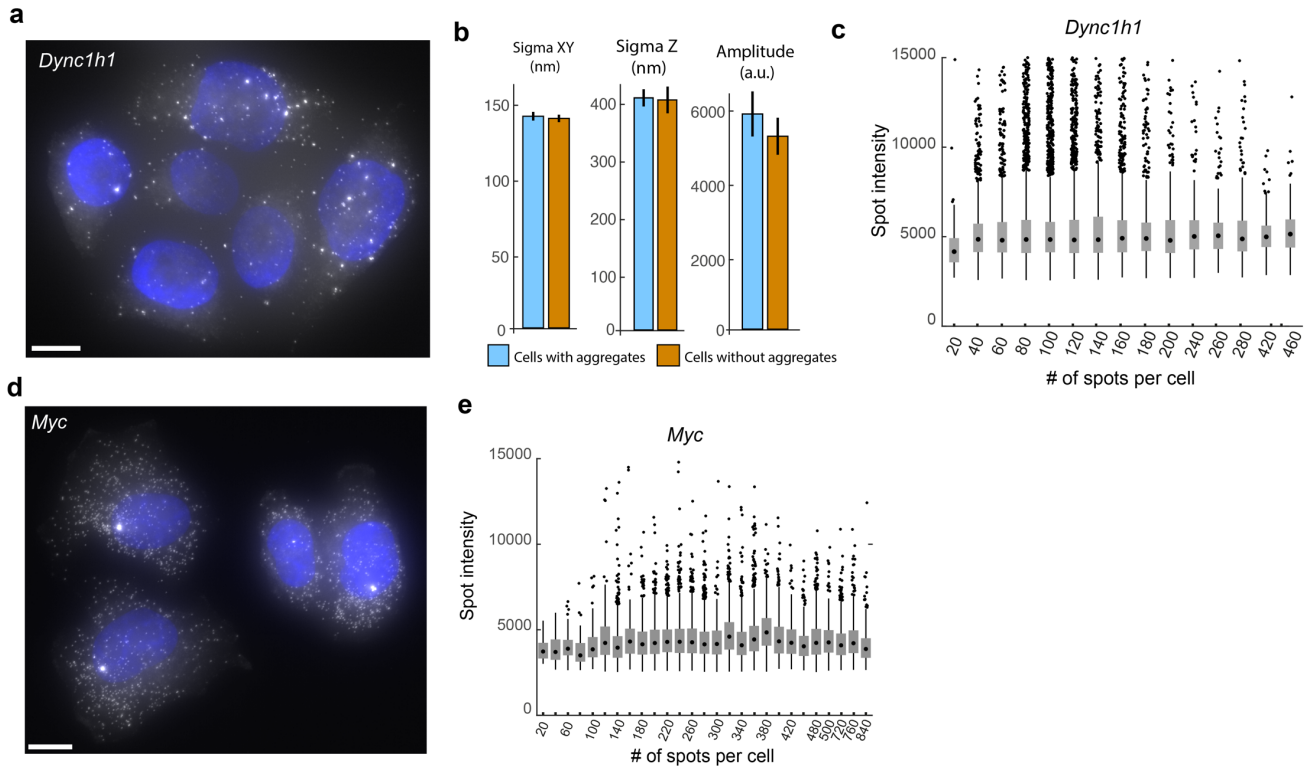 a
Dync1h1
b
Sigma XY
(nm)
150
100
50
0
Sigma Z
(nm)
400
300
200
100
0
Amplitude
(a.u.)
6000
4000
2000
0
Cells with aggregates
Cells without aggregates
c
Dync1h1
Spot intensity
15000
10000
5000
0
20 40 60 80 100 120 140 160 180 200 240 260 280 420 460
# of spots per cell
d
Myc
e
Myc
Spot intensity
15000
10000
5000
0
20 60 100 140 180 220 260 300 340 380 420 480 500 720 760 840
# of spots per cell